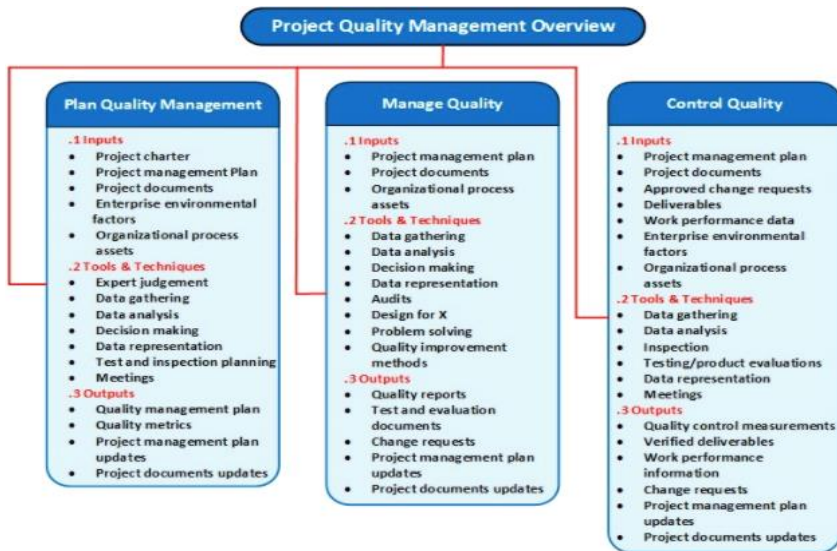 Project Quality Management Overview
Plan Quality Management
.1 Inputs
• Project charter
• Project management Plan
• Project documents
• Enterprise environmental
factors
• Organizational process
assets
.2 Tools & Techniques
• Expert judgement
• Data gathering
• Data analysis
• Decision making
• Data representation
• Test and inspection planning
• Meetings
.3 Outputs
• Quality management plan
• Quality metrics
• Project management plan
updates
• Project documents updates
Manage Quality
.1 Inputs
• Project management plan
• Project documents
• Organizational process
assets
.2 Tools & Techniques
• Data gathering
• Data analysis
• Decision making
• Data representation
• Audits
• Design for X
• Problem solving
• Quality improvement
methods
.3 Outputs
• Quality reports
• Test and evaluation
documents
• Change requests
• Project management plan
updates
• Project documents updates
Control Quality
.1 Inputs
• Project management plan
• Project documents
• Approved change requests
• Deliverables
• Work performance data
• Enterprise environmental
factors
• Organizational process
assets
.2 Tools & Techniques
• Data gathering
• Data analysis
• Inspection
• Testing/product evaluations
• Data representation
• Meetings
.3 Outputs
• Quality control measurements
• Verified deliverables
• Work performance
information
• Change requests
• Project management plan
updates
• Project documents updates